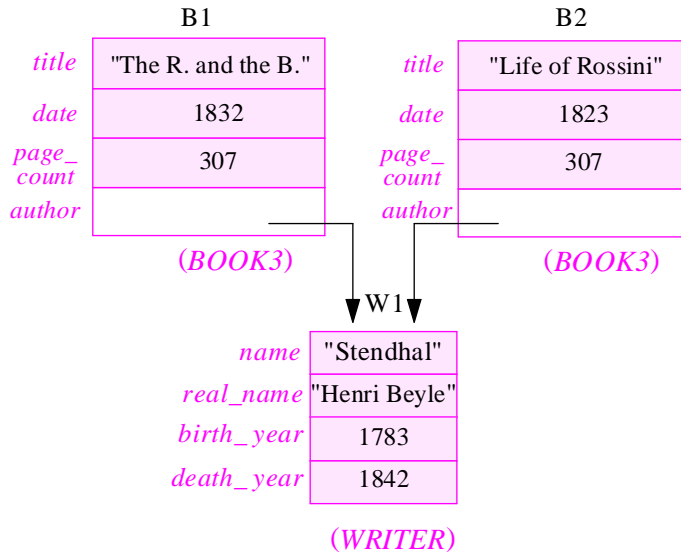 B1
title "The R. and the B."
date 1832
page_
count 307
author
(BOOK3)
B2
title "Life of Rossini"
date 1823
page_
count 307
author
(BOOK3)
W1
name "Stendhal"
real_name "Henri Beyle"
birth_year 1783
death_year 1842
(WRITER)